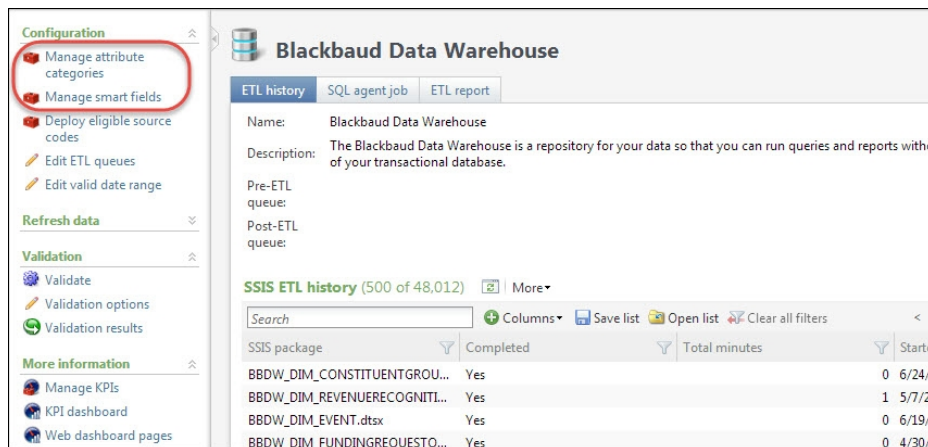 Configuration
Manage attribute
categories
Manage smart fields
Deploy eligible source
codes
Edit ETL queues
Edit valid date range
Refresh data
Validation
Validate
Validation options
Validation results
More information
Manage KPIs
KPI dashboard
Web dashboard pages
Blackbaud Data Warehouse
ETL history SQL agent job ETL report
Name: Blackbaud Data Warehouse
Description: The Blackbaud Data Warehouse is a repository for your data so that you can run queries and reports witho
of your transactional database.
Pre-ETL
queue:
Post-ETL
queue:
SSIS ETL history (500 of 48,012) More
Search Columns Save list Open list Clear all filters <
SSIS package Completed Total minutes Starte
BBDW_DIM_CONSTITUENTGROU... Yes 0 6/24/
BBDW_DIM_REVENUERECOGNITI... Yes 1 5/7/2
BBDW_DIM_EVENT.dtsx Yes 0 6/19/
BBDW_DIM_FUNDINGREQUESTO... Yes 0 4/30/